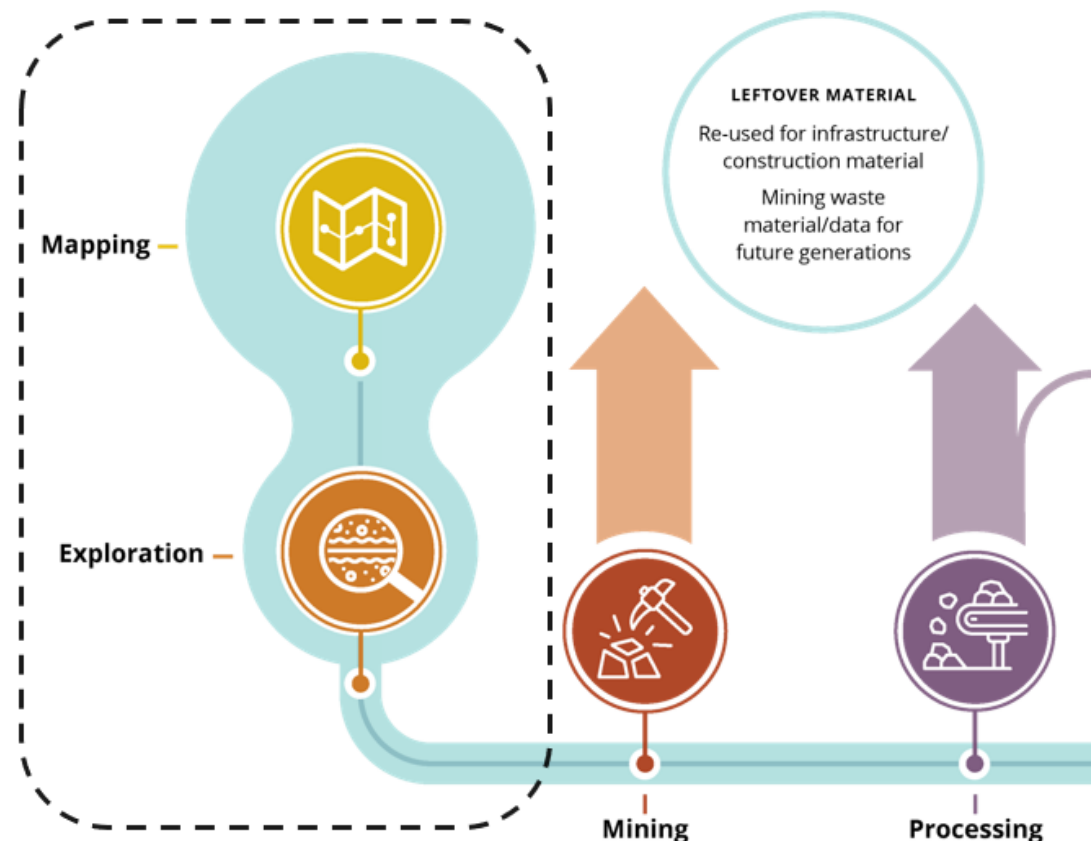 LEFTOVER MATERIAL
Re-used for infrastructure/
construction material
Mining waste
material/data for
future generations
Mapping
Exploration
Mining
Processing